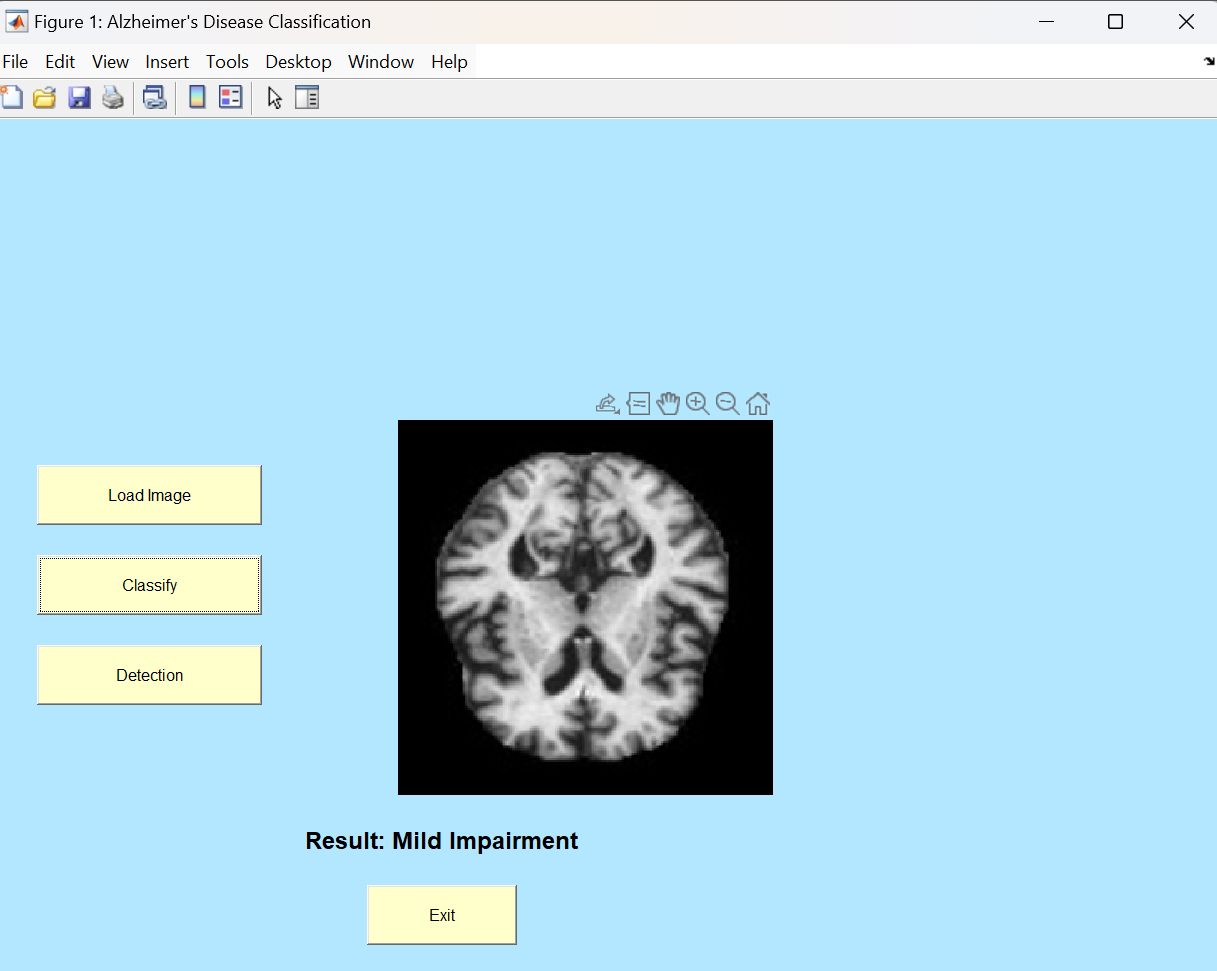 Figure 1: Alzheimer's Disease Classification
File Edit View Insert Tools Desktop Window Help
Load Image
Classify
Detection
Result: Mild Impairment
Exit